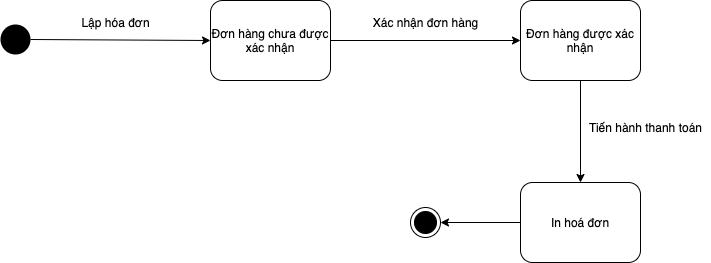 Lập hóa đơn
Đơn hàng chưa được
xác nhận
Xác nhận đơn hàng
Đơn hàng được xác
nhận
Tiến hành thanh toán
In hoá đơn